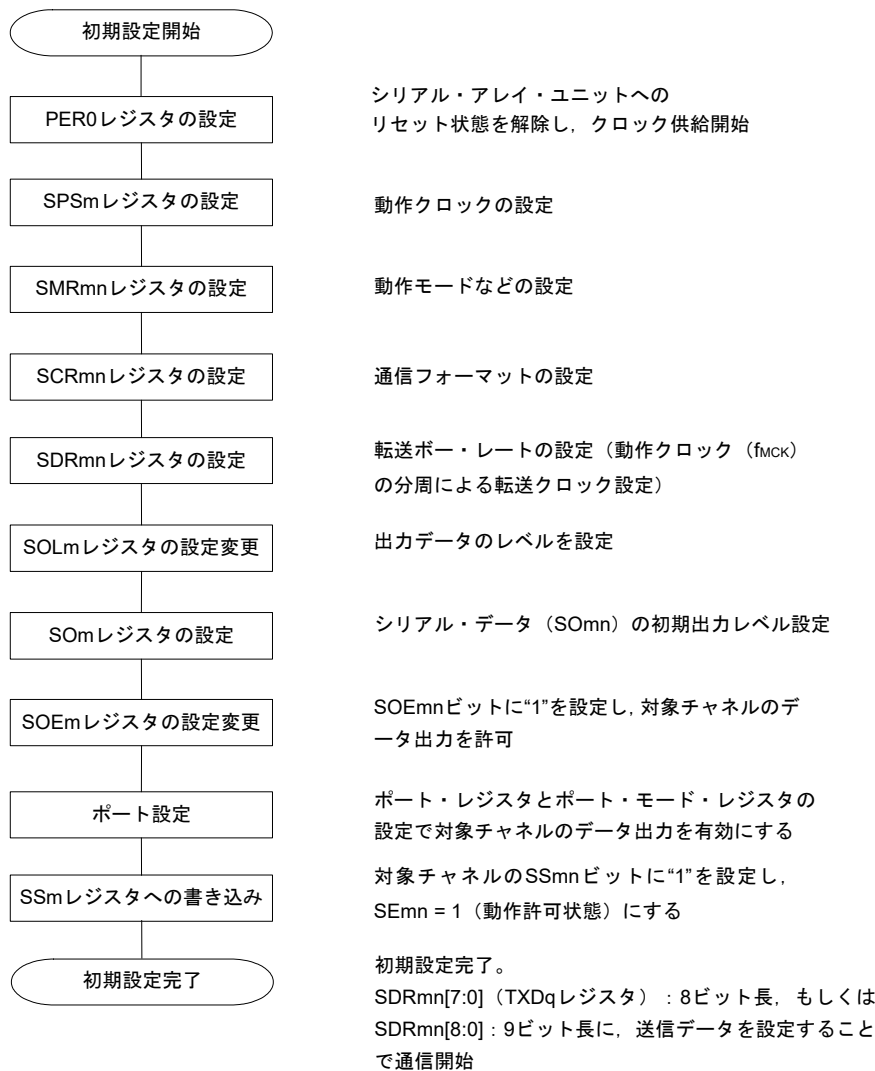 初期設定開始
PER0レジスタの設定
シリアル・アレイ・ユニットへの
リセット状態を解除し，クロック供給開始
SPSmレジスタの設定
動作クロックの設定
SMRmnレジスタの設定
動作モードなどの設定
SCRmnレジスタの設定
通信フォーマットの設定
SDRmnレジスタの設定
転送ボー・レートの設定（動作クロック（fMCK）
の分周による転送クロック設定）
SOLmレジスタの設定変更
出力データのレベルを設定
SOmレジスタの設定
シリアル・データ（SOmn）の初期出力レベル設定
SOEmレジスタの設定変更
SOEmnビットに“1”を設定し，対象チャネルのデ
ータ出力を許可
ポート設定
ポート・レジスタとポート・モード・レジスタの
設定で対象チャネルのデータ出力を有効にする
SSmレジスタへの書き込み
対象チャネルのSSmnビットに“1”を設定し，
SEmn = 1（動作許可状態）にする
初期設定完了
初期設定完了。
SDRmn[7:0]（TXDqレジスタ）：8ビット長，もしくは
SDRmn[8:0]：9ビット長に，送信データを設定すること
で通信開始